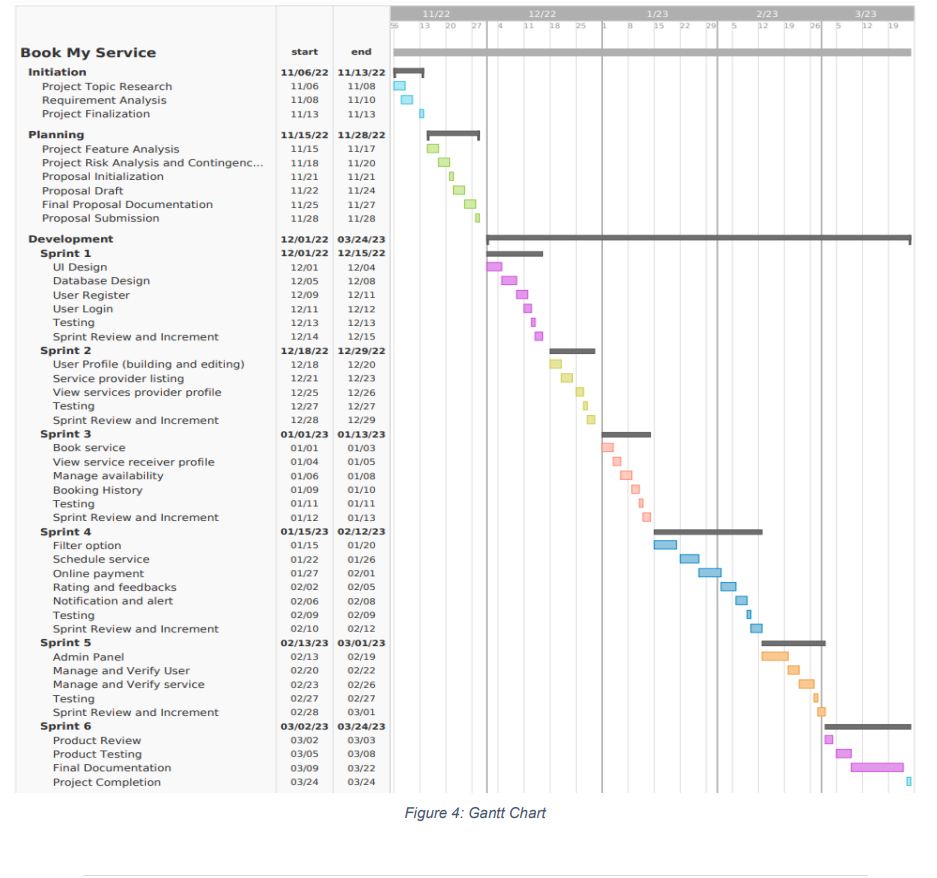 11/22 12/22 1/23 2/23 3/23
6 13 20 27 4 11 18 25 1 8 15 22 29 5 12 19 26 5 12 19
Book My Service start end
Initiation 11/06/22 11/13/22
Project Topic Research 11/06 11/08
Requirement Analysis 11/08 11/10
Project Finalization 11/13 11/13
Planning 11/15/22 11/28/22
Project Feature Analysis 11/15 11/17
Project Risk Analysis and Contingenc... 11/18 11/20
Proposal Initialization 11/21 11/21
Proposal Draft 11/22 11/24
Final Proposal Documentation 11/25 11/27
Proposal Submission 11/28 11/28
Development 12/01/22 03/24/23
Sprint 1 12/01/22 12/15/22
UI Design 12/01 12/04
Database Design 12/05 12/08
User Register 12/09 12/11
User Login 12/11 12/12
Testing 12/13 12/13
Sprint Review and Increment 12/14 12/15
Sprint 2 12/18/22 12/29/22
User Profile (building and editing) 12/18 12/20
Service provider listing 12/21 12/23
View services provider profile 12/25 12/26
Testing 12/27 12/27
Sprint Review and Increment 12/28 12/29
Sprint 3 01/01/23 01/13/23
Book service 01/01 01/03
View service receiver profile 01/04 01/05
Manage availability 01/06 01/08
Booking History 01/09 01/10
Testing 01/11 01/11
Sprint Review and Increment 01/12 01/13
Sprint 4 01/15/23 02/12/23
Filter option 01/15 01/20
Schedule service 01/22 01/26
Online payment 01/27 02/01
Rating and feedbacks 02/02 02/05
Notification and alert 02/06 02/08
Testing 02/09 02/09
Sprint Review and Increment 02/10 02/12
Sprint 5 02/13/23 03/01/23
Admin Panel 02/13 02/19
Manage and Verify User 02/20 02/22
Manage and Verify service 02/23 02/26
Testing 02/27 02/27
Sprint Review and Increment 02/28 03/01
Sprint 6 03/02/23 03/24/23
Product Review 03/02 03/03
Product Testing 03/05 03/08
Final Documentation 03/09 03/22
Project Completion 03/24 03/24
Figure 4: Gantt Chart